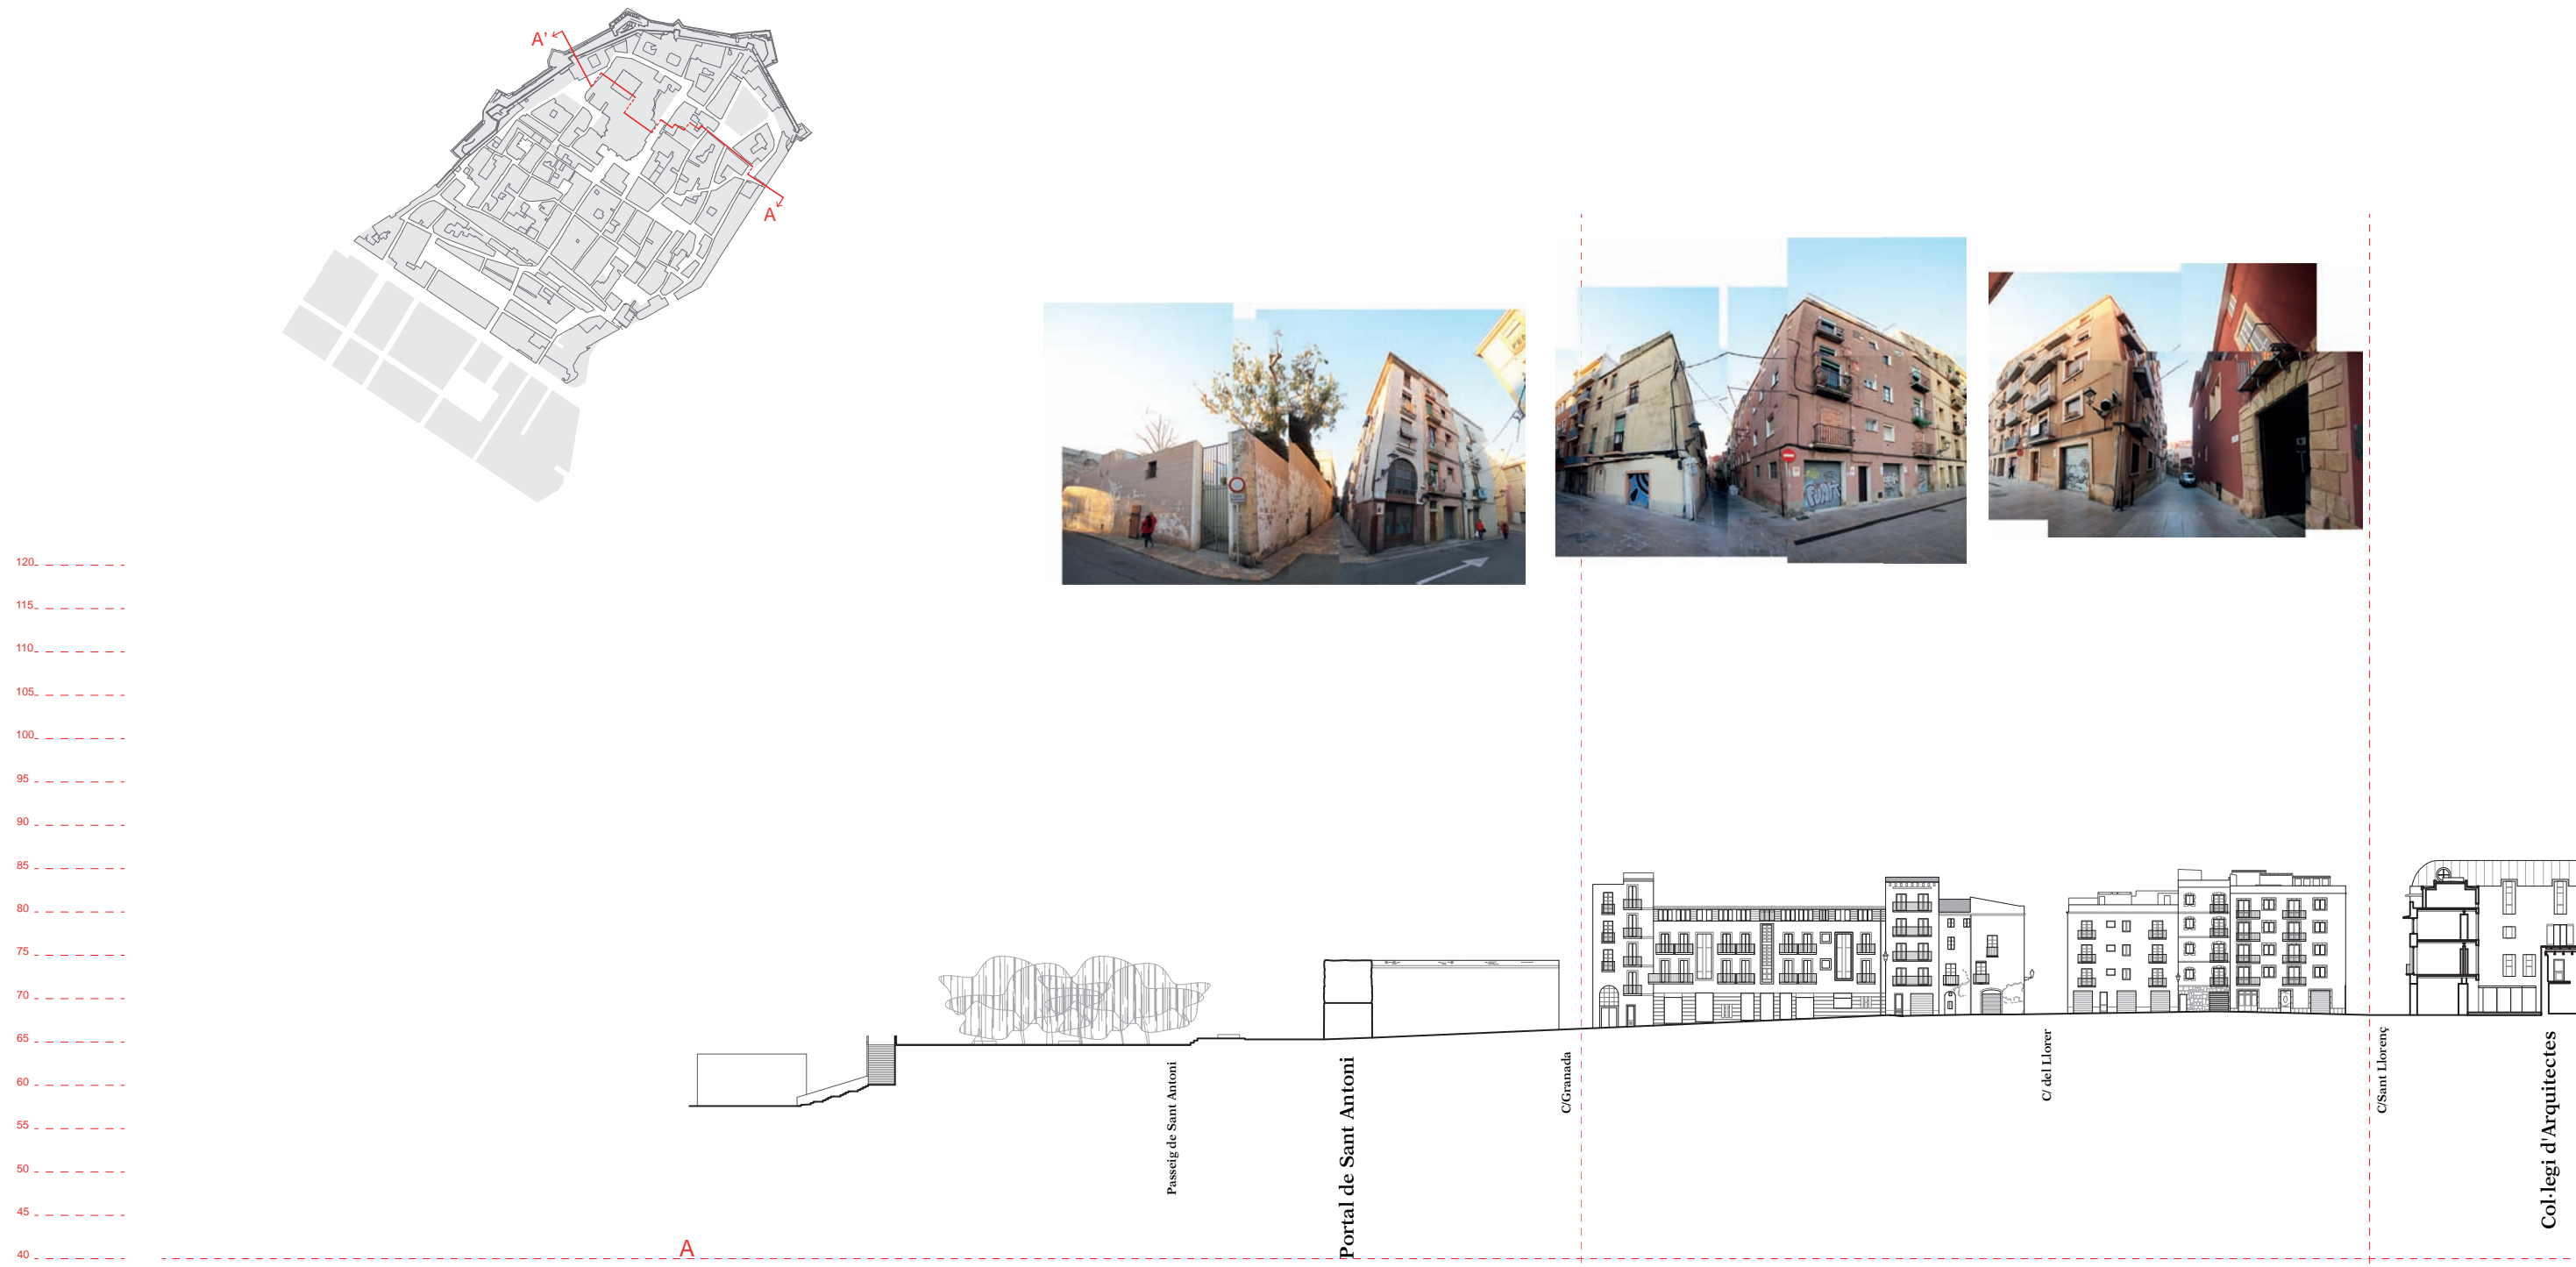 A'
A
120
115
110
105
100
95
90
85
80
75
70
65
60
55
50
45
40
A
Passeig de Sant Antoni
Portal de Sant Antoni
C/Granada
C/ del Llorer
C/Sant Llorenç
Col·legi d'Arquitectes